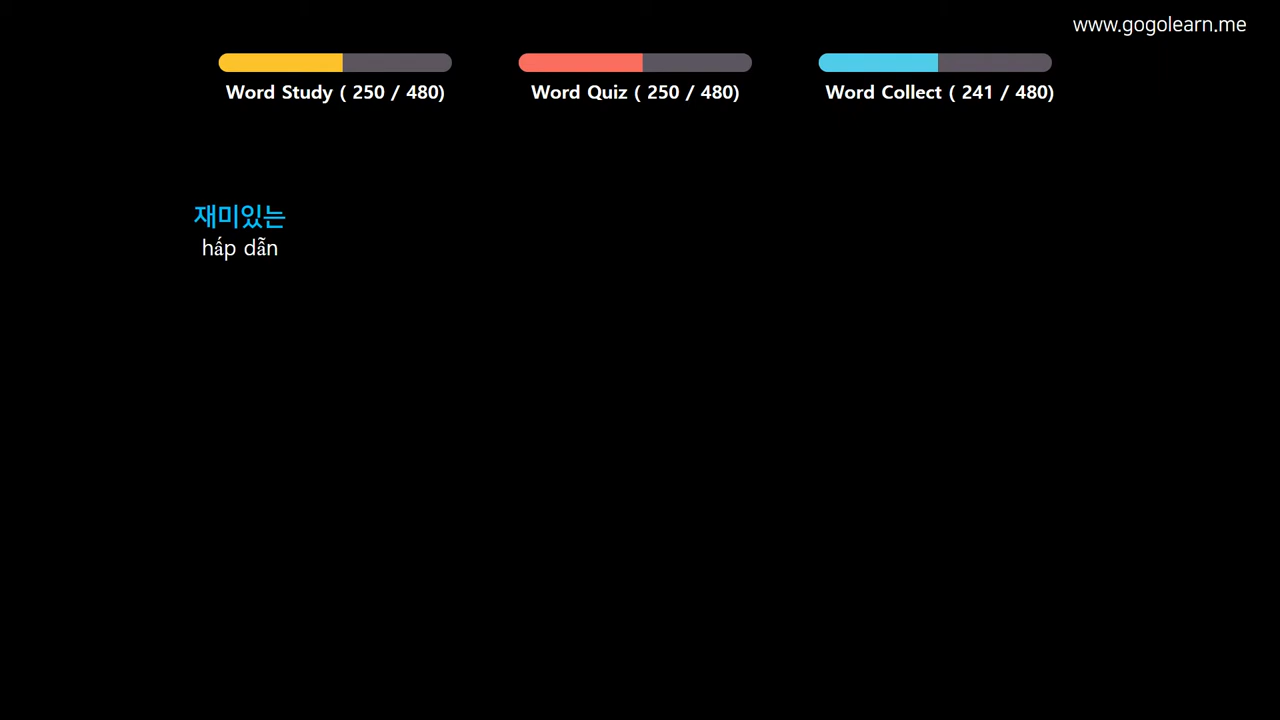 www.gogolearn.me
Word Study ( 250 / 480)
Word Quiz ( 250 / 480)
Word Collect ( 241 / 480)
재미있는
hấp dẫn